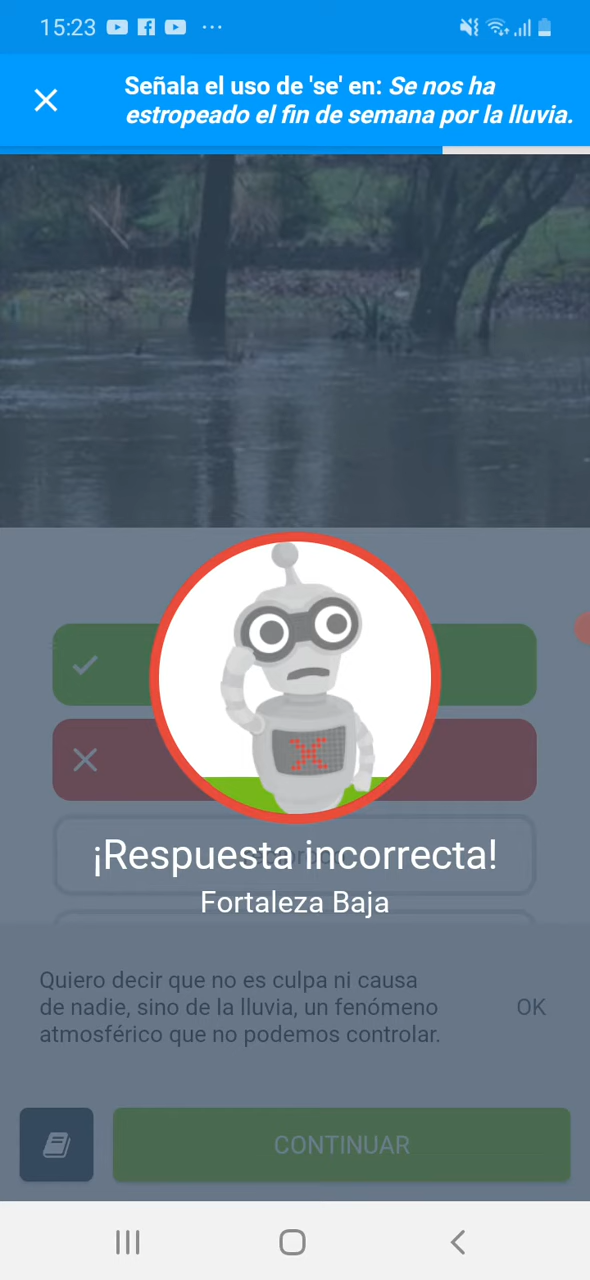 15:23
Señala el uso de 'se' en: Se nos ha
estropeado el fin de semana por la lluvia.
¡Respuesta incorrecta!
Fortaleza Baja
Quiero decir que no es culpa ni causa
de nadie, sino de la lluvia, un fenómeno
atmosférico que no podemos controlar.
OK
CONTINUAR